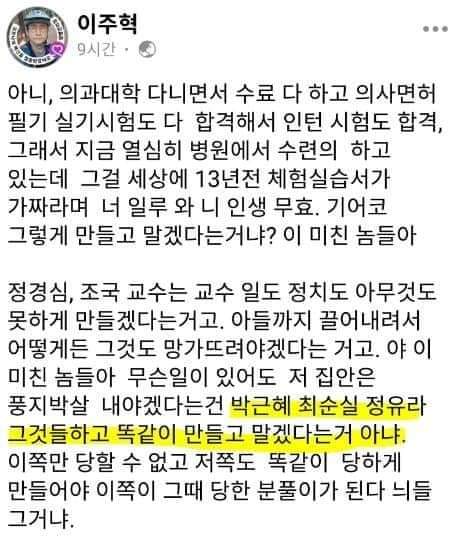 이주혁
9시간 ·
아니, 의과대학 다니면서 수료 다 하고 의사면허
필기 실기시험도 다 합격해서 인턴 시험도 합격,
그래서 지금 열심히 병원에서 수련의 하고
있는데 그걸 세상에 13년전 체험실습서가
가짜라며 너 일루 와 니 인생 무효. 기어코
그렇게 만들고 말겠다는거냐? 이 미친 놈들아
정경심, 조국 교수는 교수 일도 정치도 아무것도
못하게 만들겠다는거고. 아들까지 끌어내려서
어떻게든 그것도 망가뜨려야겠다는 거고. 야 이
미친 놈들아 무슨일이 있어도 저 집안은
풍지박살 내야겠다는건 박근혜 최순실 정유라
그것들하고 똑같이 만들고 말겠다는거 아냐.
이쪽만 당할 수 없고 저쪽도 똑같이 당하게
만들어야 이쪽이 그때 당한 분풀이가 된다 늬들
그거냐.